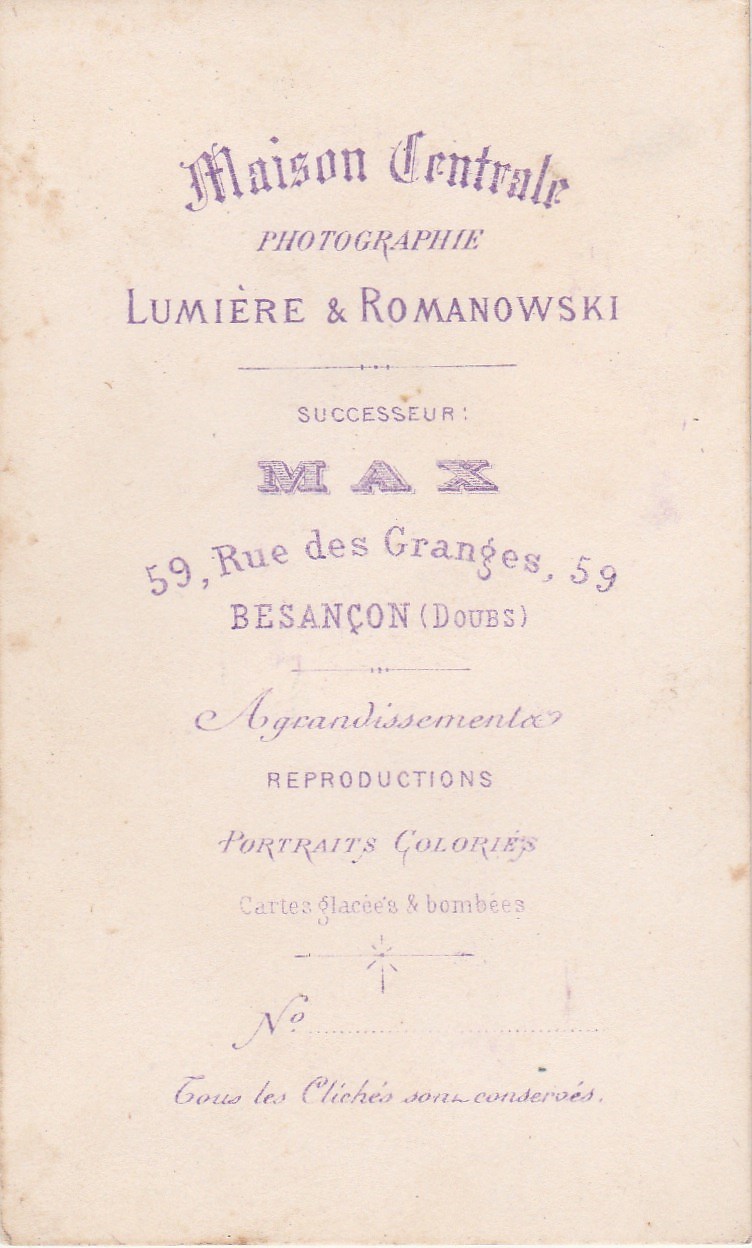 Maison Centrale
PHOTOGRAPHIE
LUMIÈRE & ROMANOWSKI
SUCCESSEUR:
MAX
59, Rue des Granges, 59
BESANÇON (DOUBS)
Agrandissements
REPRODUCTIONS
PORTRAITS COLORIÉS
Cartes glacées & bombées
No
Tous les Clichés sont conservés.